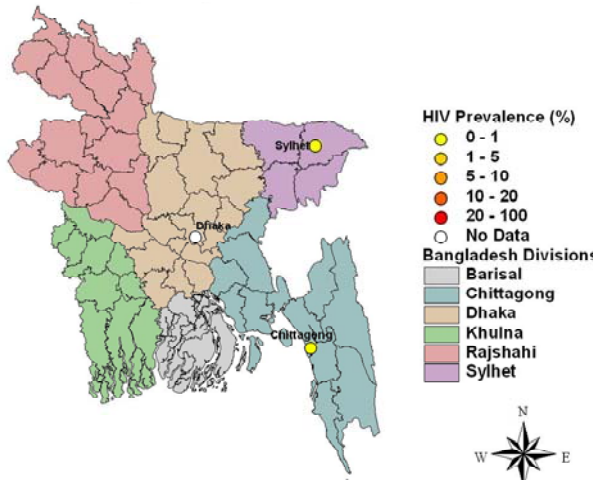 Sylhet
Dhaka
Chittagong
HIV Prevalence (%)
0 - 1
1 - 5
5 - 10
10 - 20
20 - 100
No Data
Bangladesh Divisions
Barisal
Chittagong
Dhaka
Khulna
Rajshahi
Sylhet
N
W E